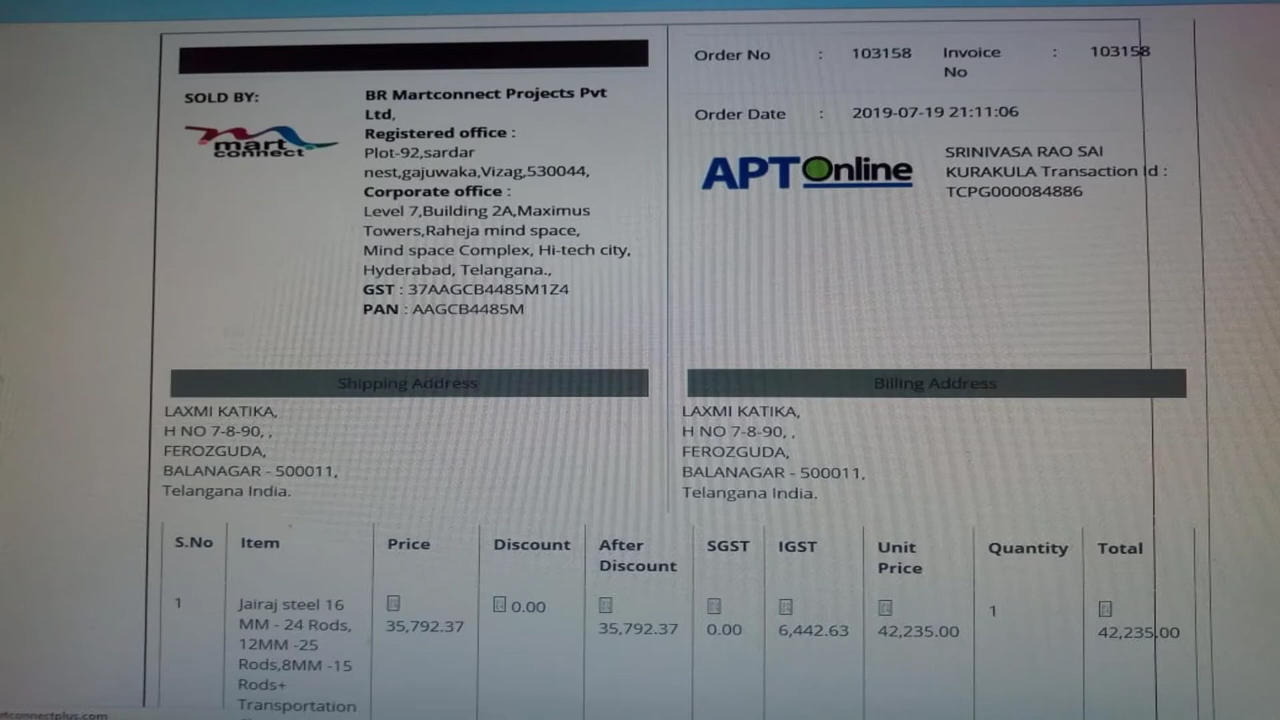 Order No : 103158 Invoice No : 103158
SOLD BY:
mart
connect
BR Martconnect Projects Pvt
Ltd,
Registered office :
Plot-92,sardar
nest,gajuwaka,Vizag,530044,
Corporate office :
Level 7,Building 2A,Maximus
Towers,Raheja mind space,
Mind space Complex, Hi-tech city,
Hyderabad, Telangana.,
GST : 37AAGCB4485M1Z4
PAN : AAGCB4485M
Order Date : 2019-07-19 21:11:06
APT Online
SRINIVASA RAO SAI
KURAKULA Transaction Id :
TCPG000084886
Shipping Address
LAXMI KATIKA,
H NO 7-8-90, ,
FEROZGUDA,
BALANAGAR - 500011,
Telangana India.
Billing Address
LAXMI KATIKA,
H NO 7-8-90, ,
FEROZGUDA,
BALANAGAR - 500011,
Telangana India.
S.No Item Price Discount After Discount SGST IGST Unit Price Quantity Total
1 Jairaj steel 16 35,792.37 0.00 35,792.37 0.00 6,442.63 42,235.00 1 42,235.00
MM - 24 Rods,
12MM -25
Rods,8MM -15
Rods+
Transportation